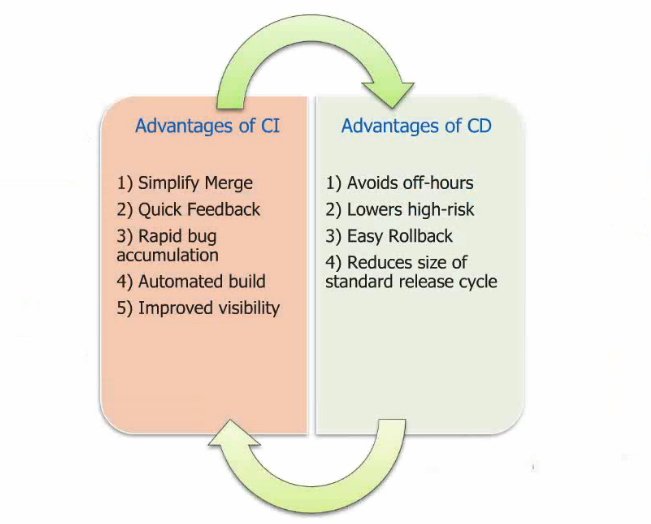 Advantages of CI
1) Simplify Merge
2) Quick Feedback
3) Rapid bug
accumulation
4) Automated build
5) Improved visibility
Advantages of CD
1) Avoids off-hours
2) Lowers high-risk
3) Easy Rollback
4) Reduces size of
standard release cycle